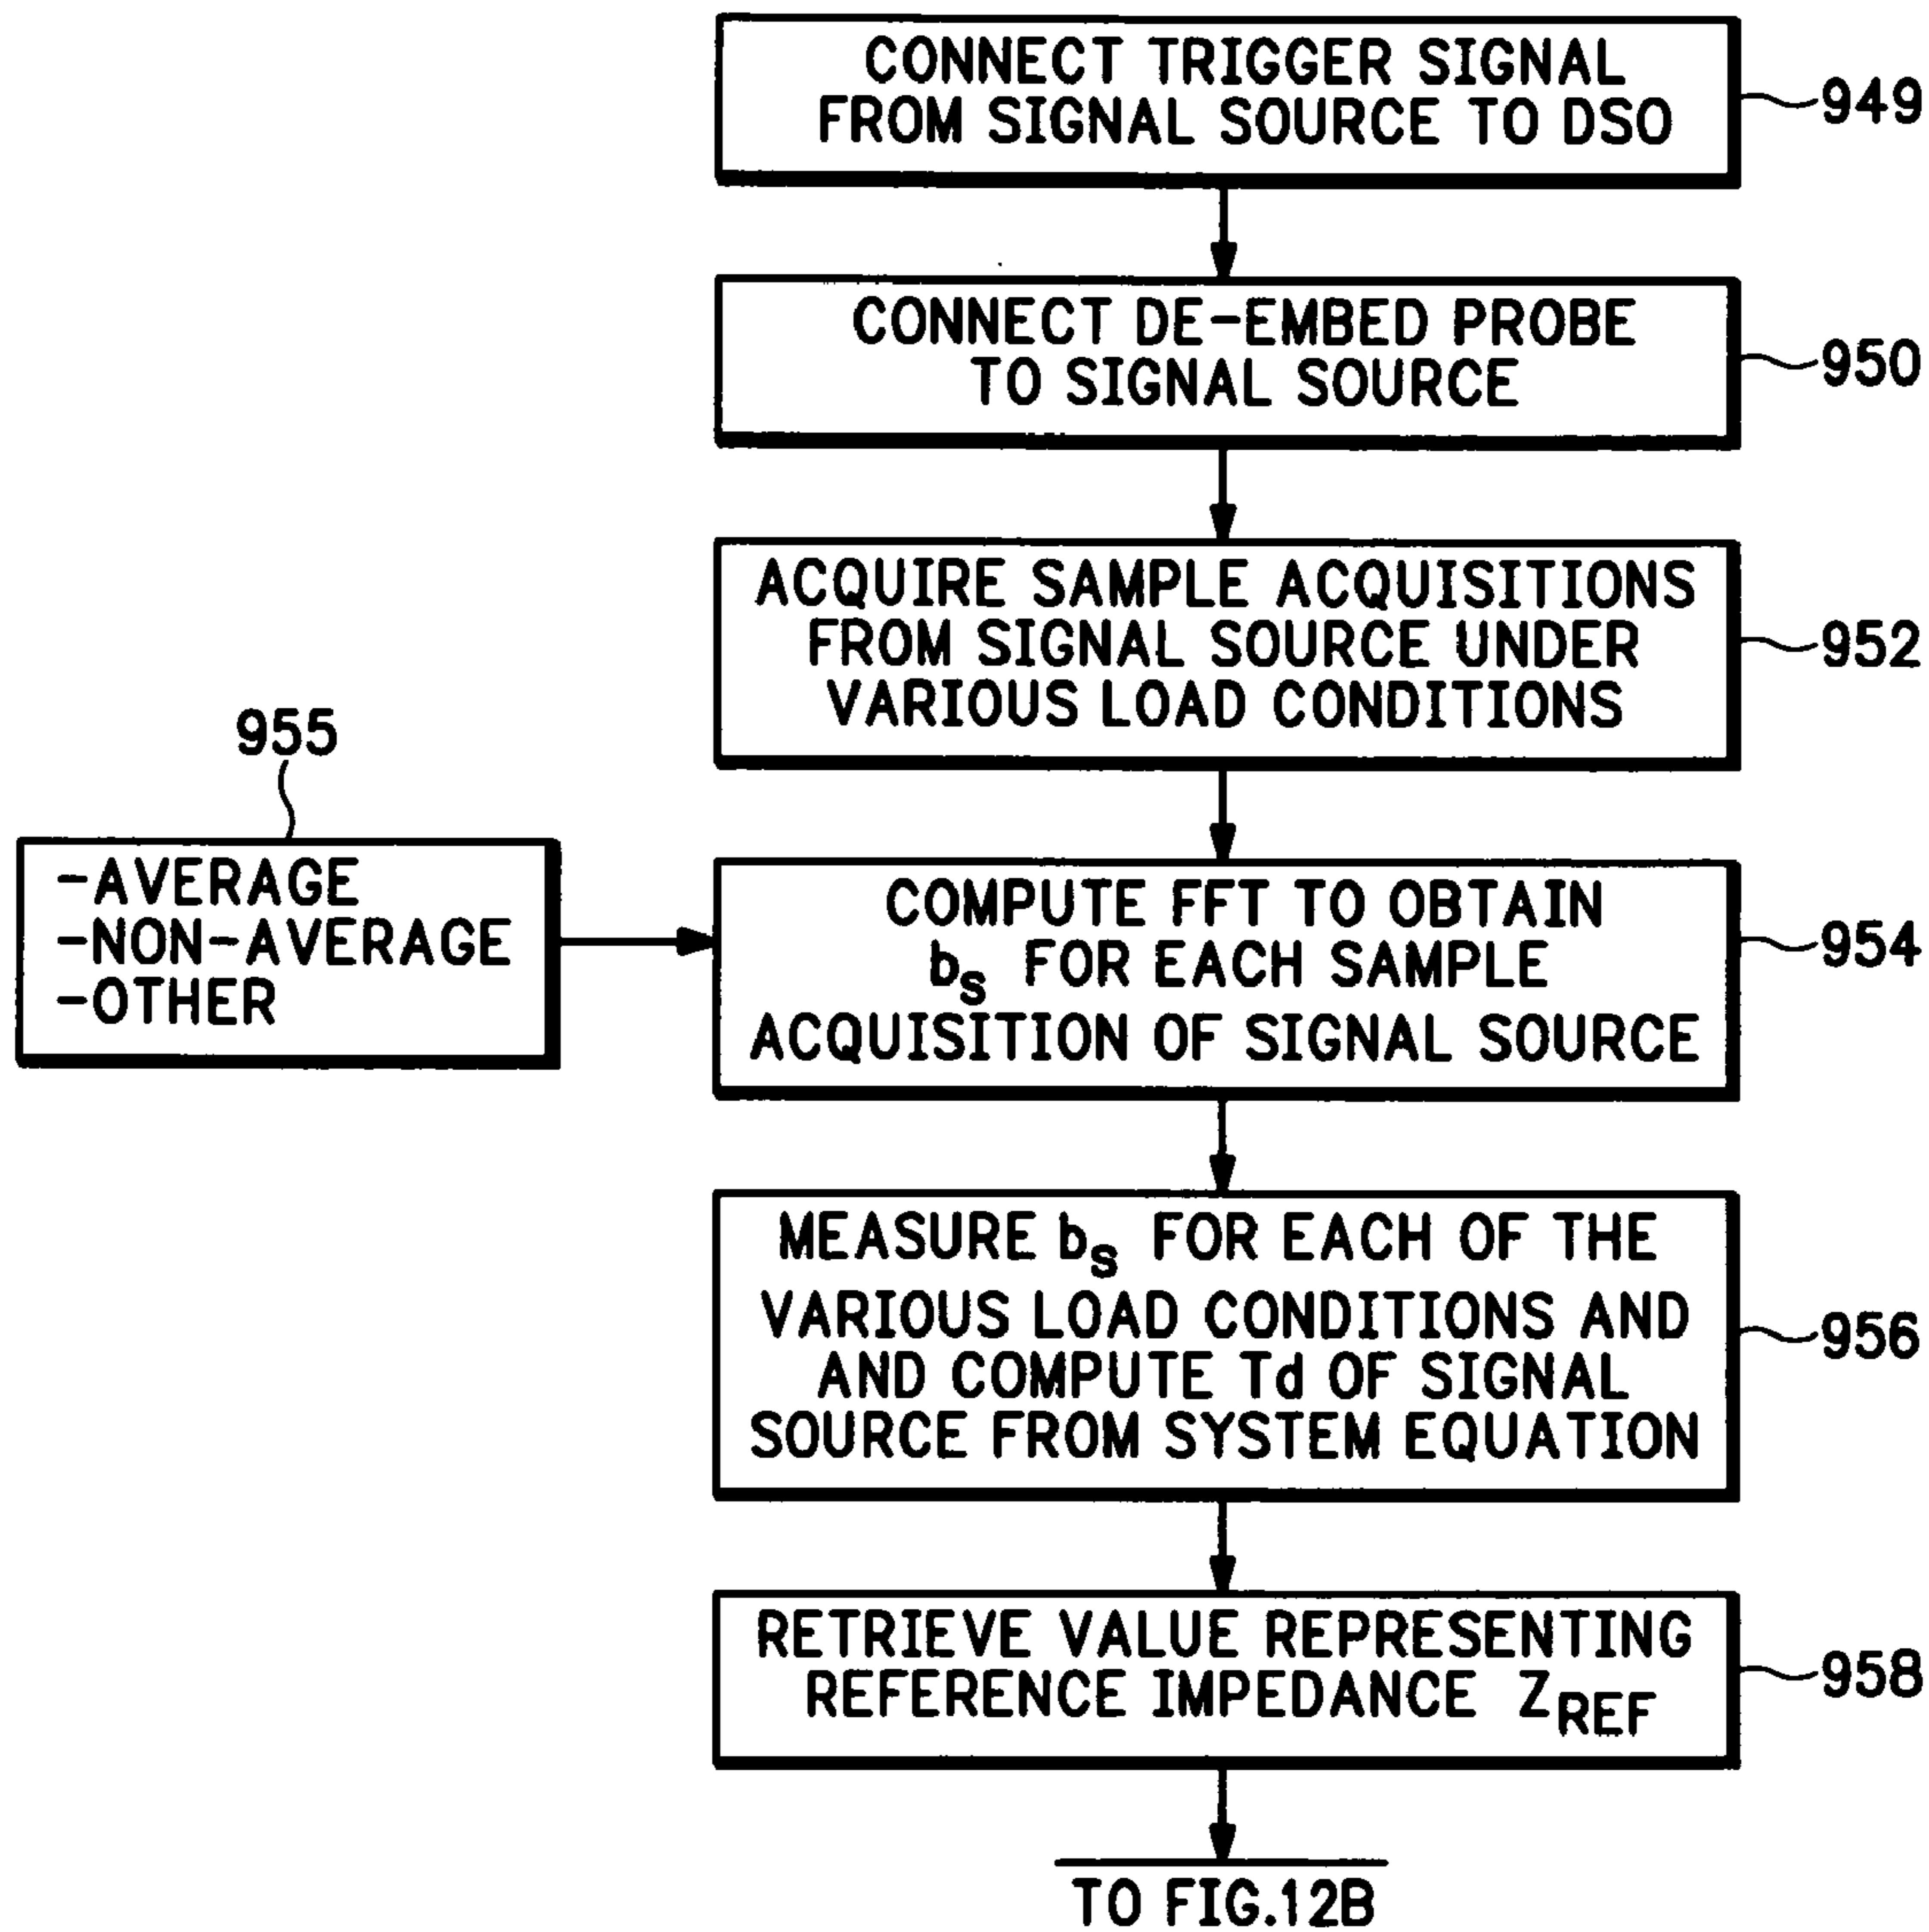 CONNECT TRIGGER SIGNAL
FROM SIGNAL SOURCE TO DSO
949
CONNECT DE-EMBED PROBE
TO SIGNAL SOURCE
950
ACQUIRE SAMPLE ACQUISITIONS
FROM SIGNAL SOURCE UNDER
VARIOUS LOAD CONDITIONS
952
955
-AVERAGE
-NON-AVERAGE
-OTHER
COMPUTE FFT TO OBTAIN
bs FOR EACH SAMPLE
ACQUISITION OF SIGNAL SOURCE
954
MEASURE bs FOR EACH OF THE
VARIOUS LOAD CONDITIONS AND
AND COMPUTE Td OF SIGNAL
SOURCE FROM SYSTEM EQUATION
956
RETRIEVE VALUE REPRESENTING
REFERENCE IMPEDANCE ZREF
958
TO FIG.12B